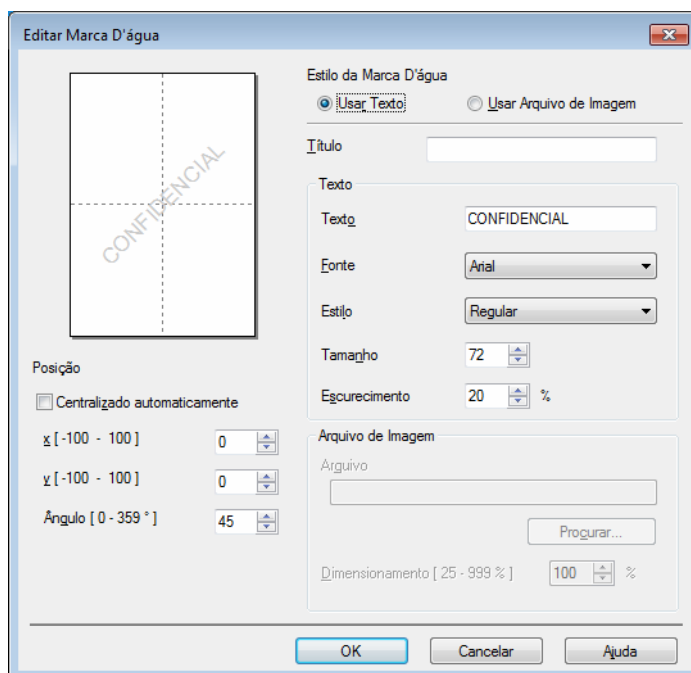 Editar Marca D'água
CONFIDENCIAL
Posição
Centralizado automaticamente
x [ -100 - 100 ] 0
y [ -100 - 100 ] 0
Ângulo [ 0 - 359 ° ] 45
Estilo da Marca D'água
Usar Texto Usar Arquivo de Imagem
Título
Texto
Texto CONFIDENCIAL
Fonte Arial
Estilo Regular
Tamanho 72
Escurecimento 20 %
Arquivo de Imagem
Arquivo
Procurar...
Dimensionamento [ 25 - 999 % ] 100 %
OK Cancelar Ajuda